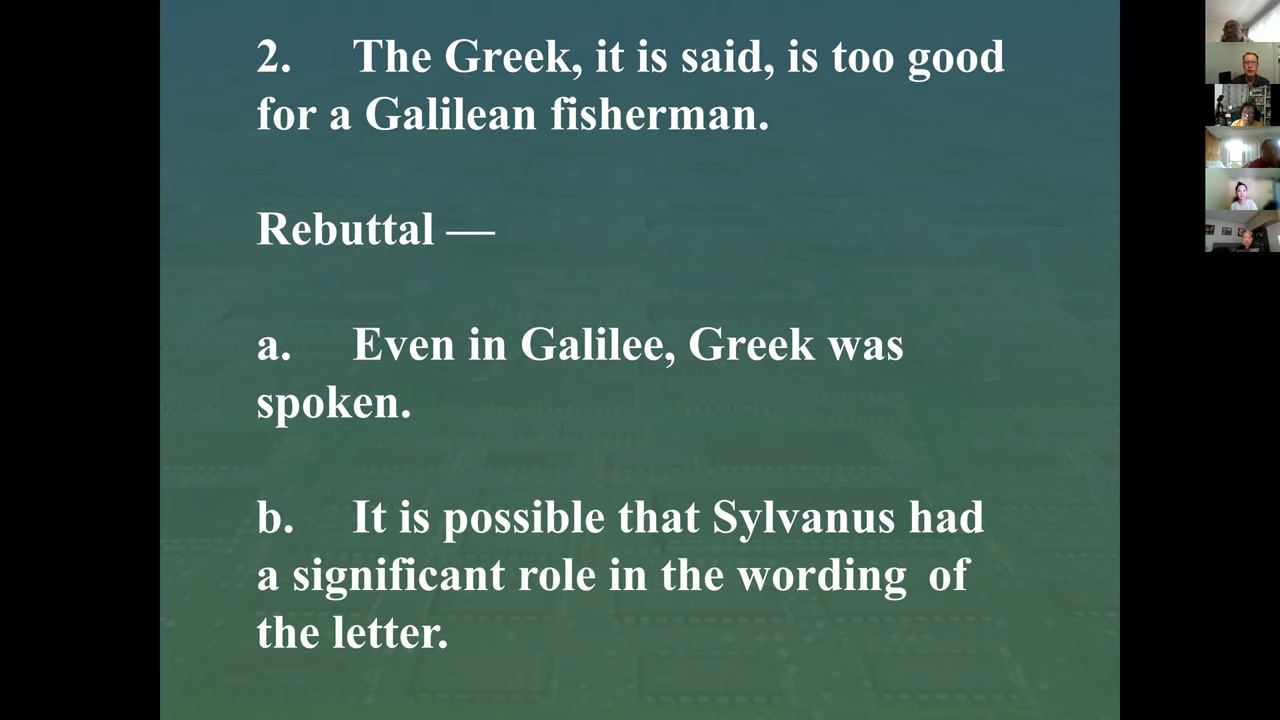 2. The Greek, it is said, is too good
for a Galilean fisherman.
Rebuttal —
a. Even in Galilee, Greek was
spoken.
b. It is possible that Sylvanus had
a significant role in the wording of
the letter.